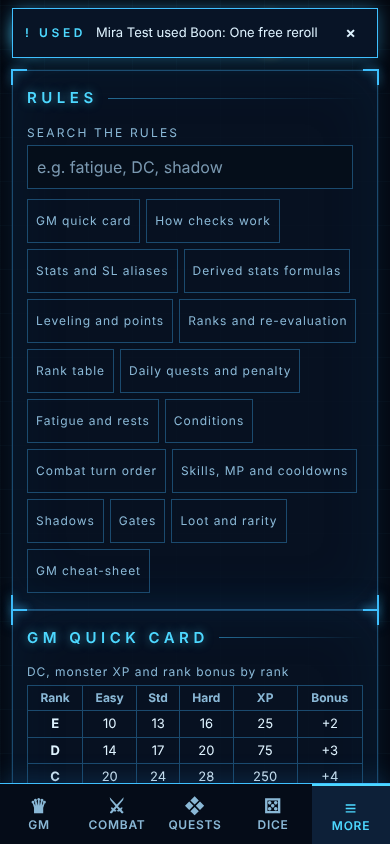 ! USED Mira Test used Boon: One free reroll ×
RULES
SEARCH THE RULES
e.g. fatigue, DC, shadow
GM quick card How checks work
Stats and SL aliases Derived stats formulas
Leveling and points Ranks and re-evaluation
Rank table Daily quests and penalty
Fatigue and rests Conditions
Combat turn order Skills, MP and cooldowns
Shadows Gates Loot and rarity
GM cheat-sheet
GM QUICK CARD
DC, monster XP and rank bonus by rank
Rank Easy Std Hard XP Bonus
E 10 13 16 25 +2
D 14 17 20 75 +3
C 20 24 28 250 +4
GM COMBAT QUESTS DICE MORE